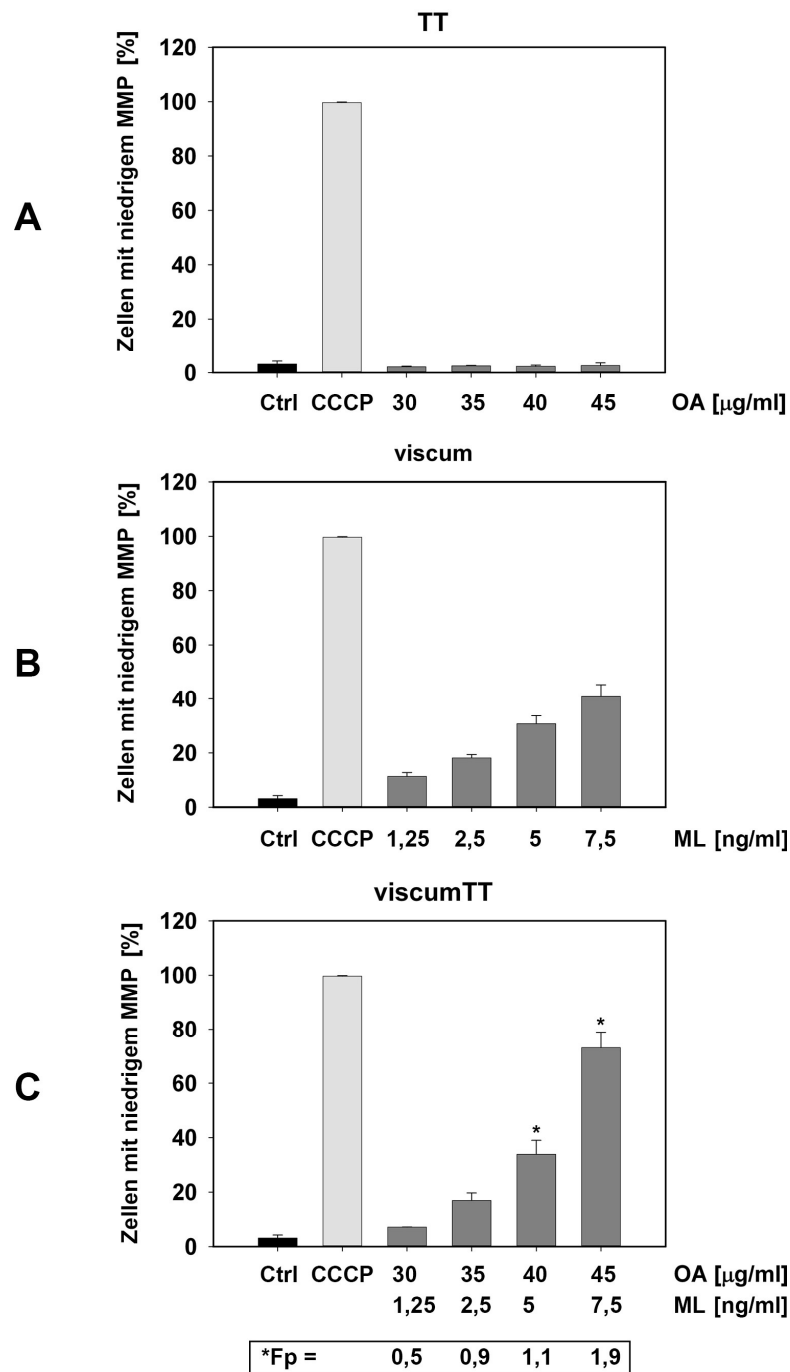 TT
A
Zellen mit niedrigem MMP [%]
120
100
80
60
40
20
0
Ctrl CCCP 30 35 40 45 OA [µg/ml]
viscum
B
Zellen mit niedrigem MMP [%]
120
100
80
60
40
20
0
Ctrl CCCP 1,25 2,5 5 7,5 ML [ng/ml]
viscumTT
C
Zellen mit niedrigem MMP [%]
120
100
80
60
40
20
0
*
*
Ctrl CCCP 30 35 40 45 OA [µg/ml]
1,25 2,5 5 7,5 ML [ng/ml]
*Fp = 0,5 0,9 1,1 1,9